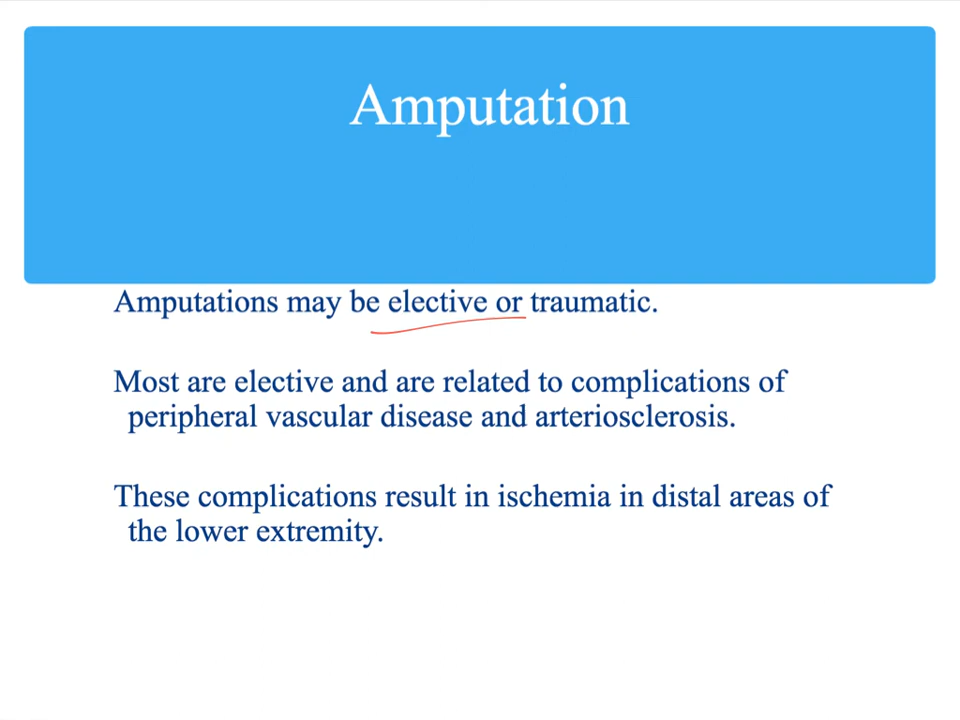 Amputation
Amputations may be elective or traumatic.
Most are elective and are related to complications of
peripheral vascular disease and arteriosclerosis.
These complications result in ischemia in distal areas of
the lower extremity.